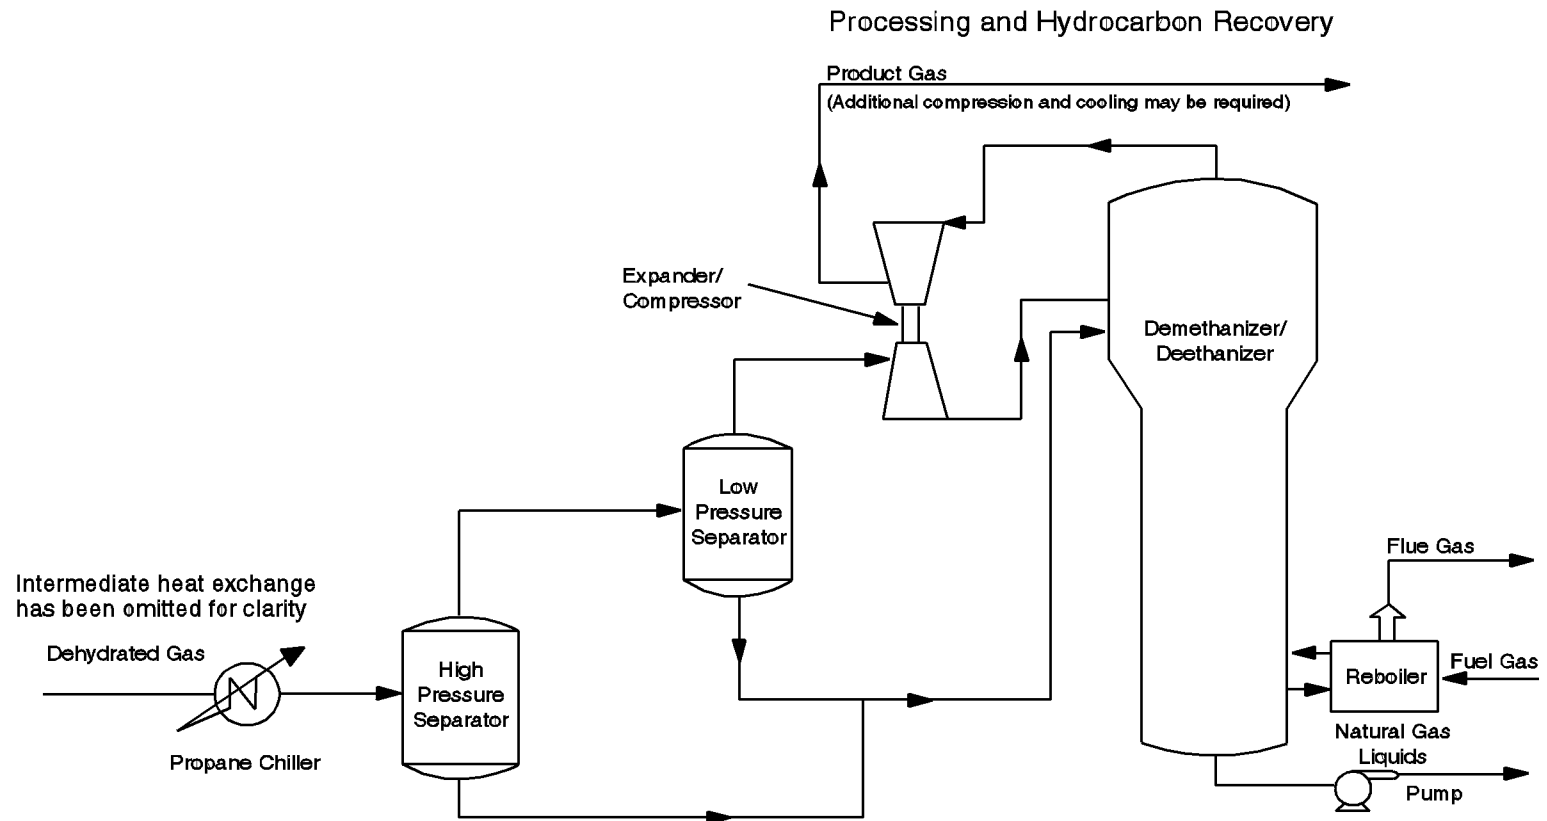 Processing and Hydrocarbon Recovery
Product Gas
(Additional compression and cooling may be required)
Expander/
Compressor
Demethanizer/
Deethanizer
Low
Pressure
Separator
Flue Gas
Intermediate heat exchange
has been omitted for clarity
Dehydrated Gas
High
Pressure
Separator
Fuel Gas
Reboiler
Propane Chiller
Natural Gas
Liquids
Pump